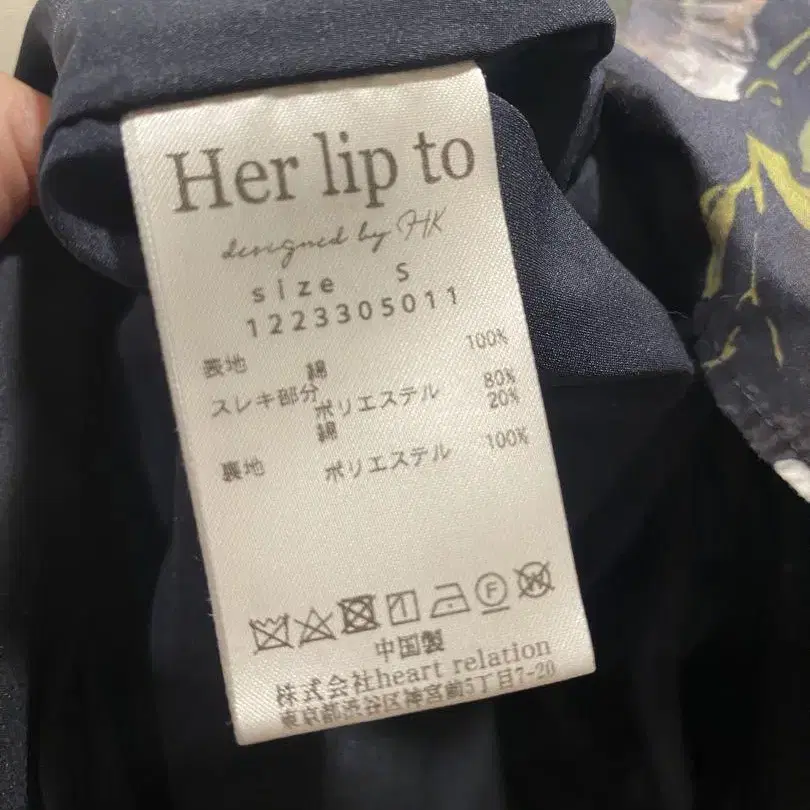 Her lip to
designed by HK
size S
1223305011
表地 綿 100%
スレキ部分 ポリエステル 80%
綿 20%
裏地 ポリエステル 100%
F
W
中国製
株式会社heart relation
東京都渋谷区神宮前5丁目7-20